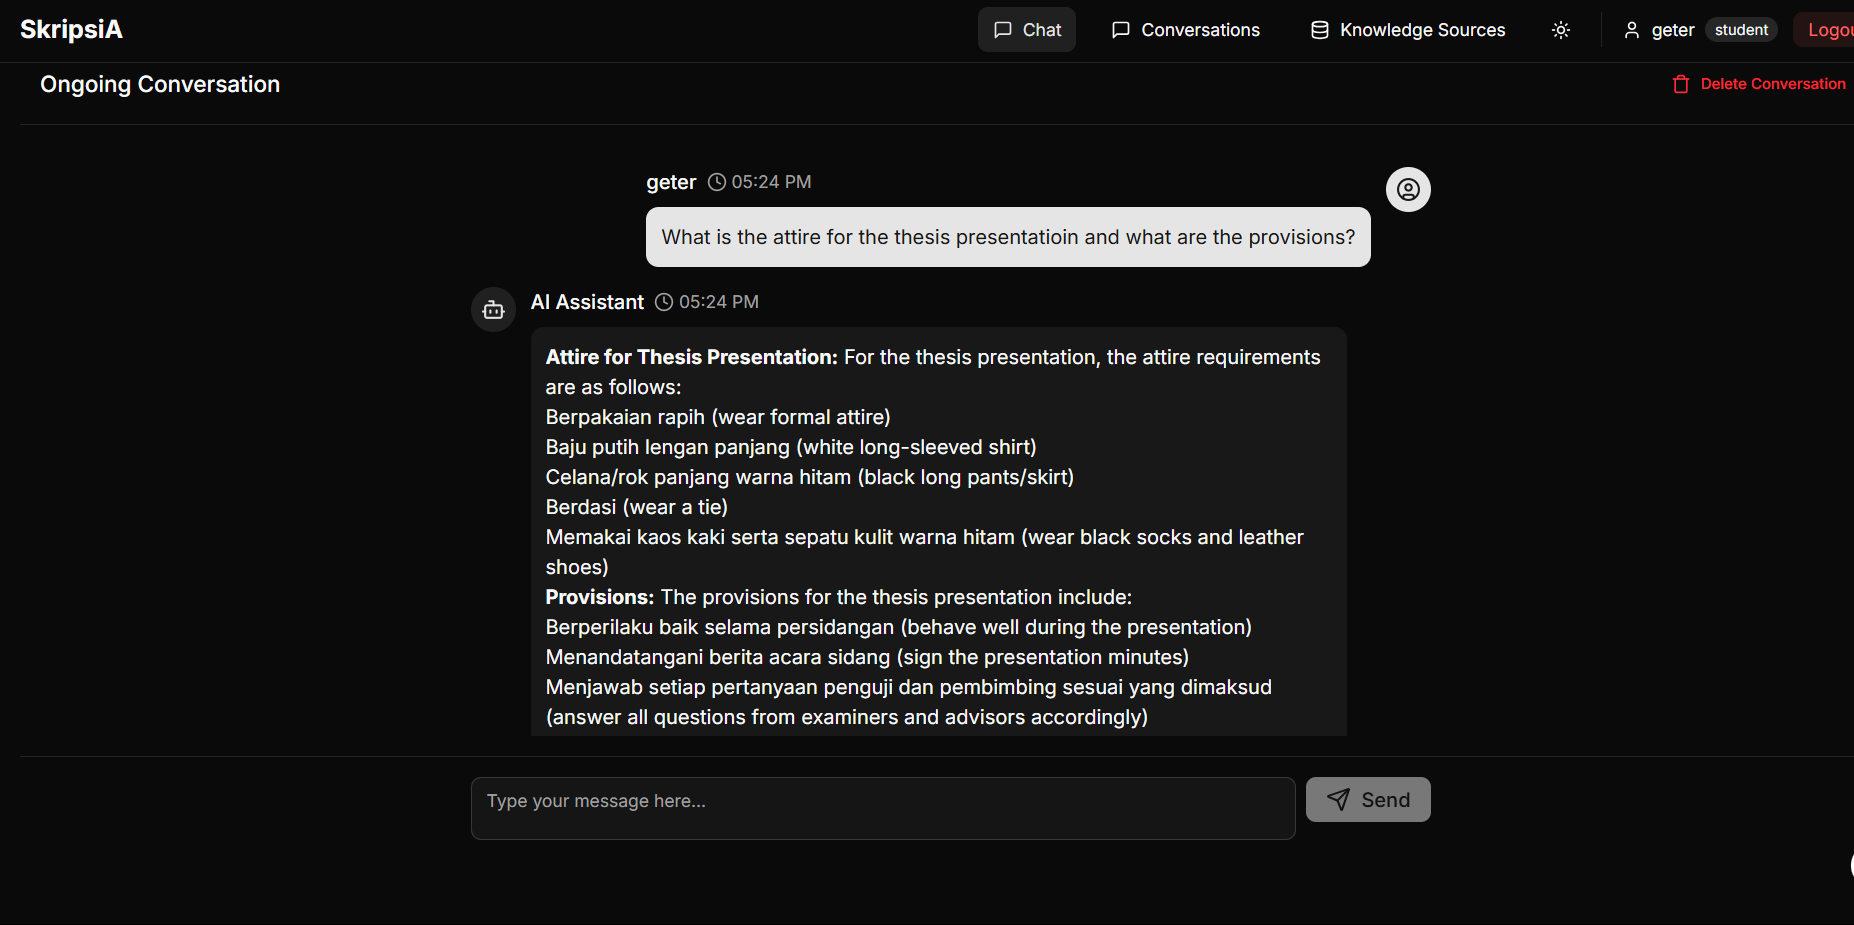 SkripsiA
Chat
Conversations
Knowledge Sources
geter
student
Ongoing Conversation
Delete Conversation
geter 05:24 PM
What is the attire for the thesis presentatioin and what are the provisions?
AI Assistant 05:24 PM
Attire for Thesis Presentation: For the thesis presentation, the attire requirements
are as follows:
Berpakaian rapih (wear formal attire)
Baju putih lengan panjang (white long-sleeved shirt)
Celana/rok panjang warna hitam (black long pants/skirt)
Berdasi (wear a tie)
Memakai kaos kaki serta sepatu kulit warna hitam (wear black socks and leather
shoes)
Provisions: The provisions for the thesis presentation include:
Berperilaku baik selama persidangan (behave well during the presentation)
Menandatangani berita acara sidang (sign the presentation minutes)
Menjawab setiap pertanyaan penguji dan pembimbing sesuai yang dimaksud
(answer all questions from examiners and advisors accordingly)
Type your message here...
Send